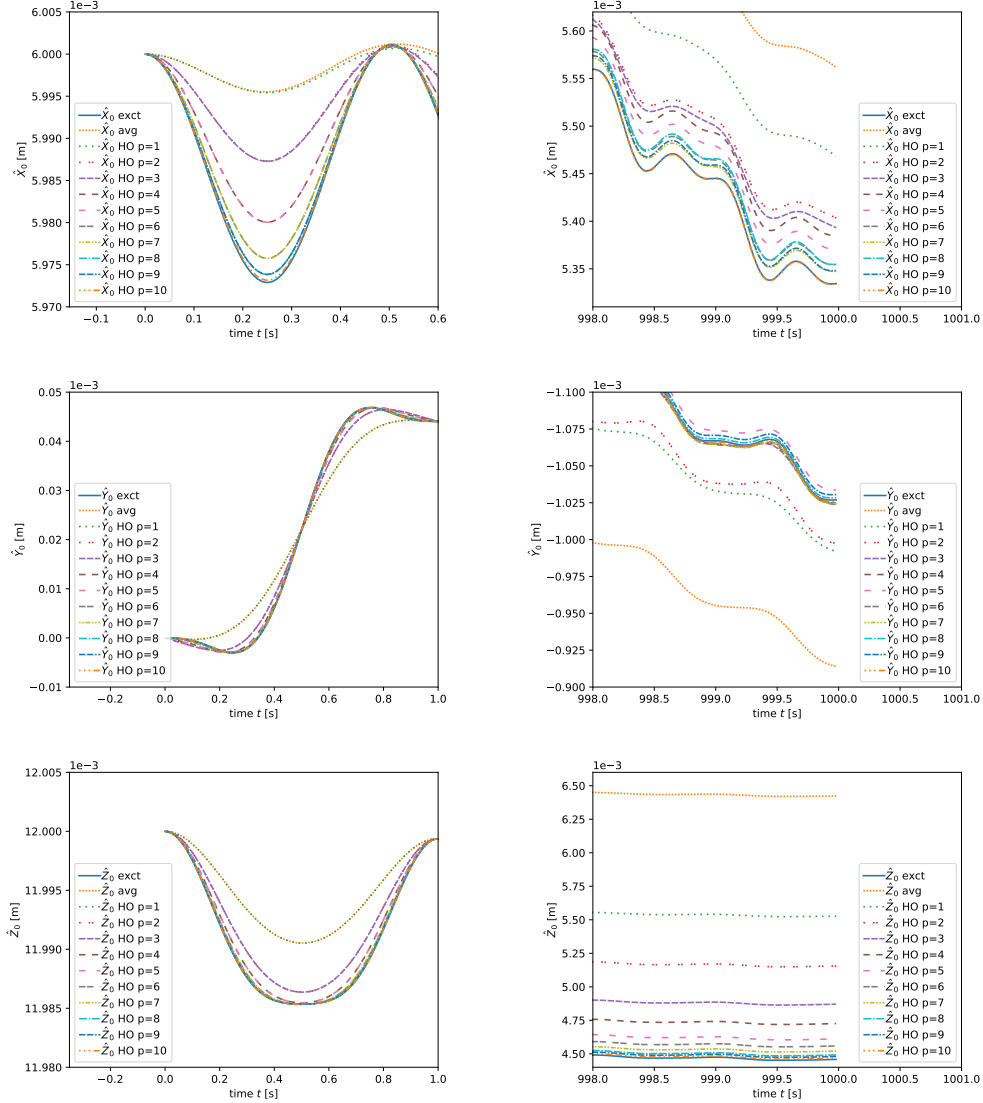 1e−3
6.005
6.000
5.995
5.990
5.985
5.980
5.975
5.970
X̂₀ [m]
X̂₀ exct
X̂₀ avg
X̂₀ HO p=1
X̂₀ HO p=2
X̂₀ HO p=3
X̂₀ HO p=4
X̂₀ HO p=5
X̂₀ HO p=6
X̂₀ HO p=7
X̂₀ HO p=8
X̂₀ HO p=9
X̂₀ HO p=10
−0.1 0.0 0.1 0.2 0.3 0.4 0.5 0.6
time t [s]
1e−3
5.60
5.55
5.50
5.45
5.40
5.35
X̂₀ [m]
X̂₀ exct
X̂₀ avg
X̂₀ HO p=1
X̂₀ HO p=2
X̂₀ HO p=3
X̂₀ HO p=4
X̂₀ HO p=5
X̂₀ HO p=6
X̂₀ HO p=7
X̂₀ HO p=8
X̂₀ HO p=9
X̂₀ HO p=10
998.0 998.5 999.0 999.5 1000.0 1000.5 1001.0
time t [s]
1e−3
0.05
0.04
0.03
0.02
0.01
0.00
−0.01
Ŷ₀ [m]
Ŷ₀ exct
Ŷ₀ avg
Ŷ₀ HO p=1
Ŷ₀ HO p=2
Ŷ₀ HO p=3
Ŷ₀ HO p=4
Ŷ₀ HO p=5
Ŷ₀ HO p=6
Ŷ₀ HO p=7
Ŷ₀ HO p=8
Ŷ₀ HO p=9
Ŷ₀ HO p=10
−0.2 0.0 0.2 0.4 0.6 0.8 1.0
time t [s]
1e−3
−1.100
−1.075
−1.050
−1.025
−1.000
−0.975
−0.950
−0.925
−0.900
Ŷ₀ [m]
Ŷ₀ exct
Ŷ₀ avg
Ŷ₀ HO p=1
Ŷ₀ HO p=2
Ŷ₀ HO p=3
Ŷ₀ HO p=4
Ŷ₀ HO p=5
Ŷ₀ HO p=6
Ŷ₀ HO p=7
Ŷ₀ HO p=8
Ŷ₀ HO p=9
Ŷ₀ HO p=10
998.0 998.5 999.0 999.5 1000.0 1000.5 1001.0
time t [s]
1e−3
12.005
12.000
11.995
11.990
11.985
11.980
Ẑ₀ [m]
Ẑ₀ exct
Ẑ₀ avg
Ẑ₀ HO p=1
Ẑ₀ HO p=2
Ẑ₀ HO p=3
Ẑ₀ HO p=4
Ẑ₀ HO p=5
Ẑ₀ HO p=6
Ẑ₀ HO p=7
Ẑ₀ HO p=8
Ẑ₀ HO p=9
Ẑ₀ HO p=10
−0.2 0.0 0.2 0.4 0.6 0.8 1.0
time t [s]
1e−3
6.50
6.25
6.00
5.75
5.50
5.25
5.00
4.75
4.50
Ẑ₀ [m]
Ẑ₀ exct
Ẑ₀ avg
Ẑ₀ HO p=1
Ẑ₀ HO p=2
Ẑ₀ HO p=3
Ẑ₀ HO p=4
Ẑ₀ HO p=5
Ẑ₀ HO p=6
Ẑ₀ HO p=7
Ẑ₀ HO p=8
Ẑ₀ HO p=9
Ẑ₀ HO p=10
998.0 998.5 999.0 999.5 1000.0 1000.5 1001.0
time t [s]